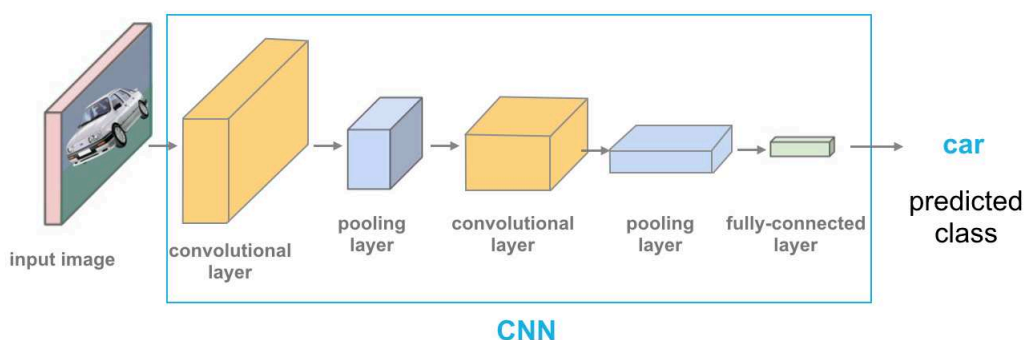 input image
convolutional
layer
pooling
layer
convolutional
layer
pooling
layer
fully-connected
layer
car
predicted
class
CNN